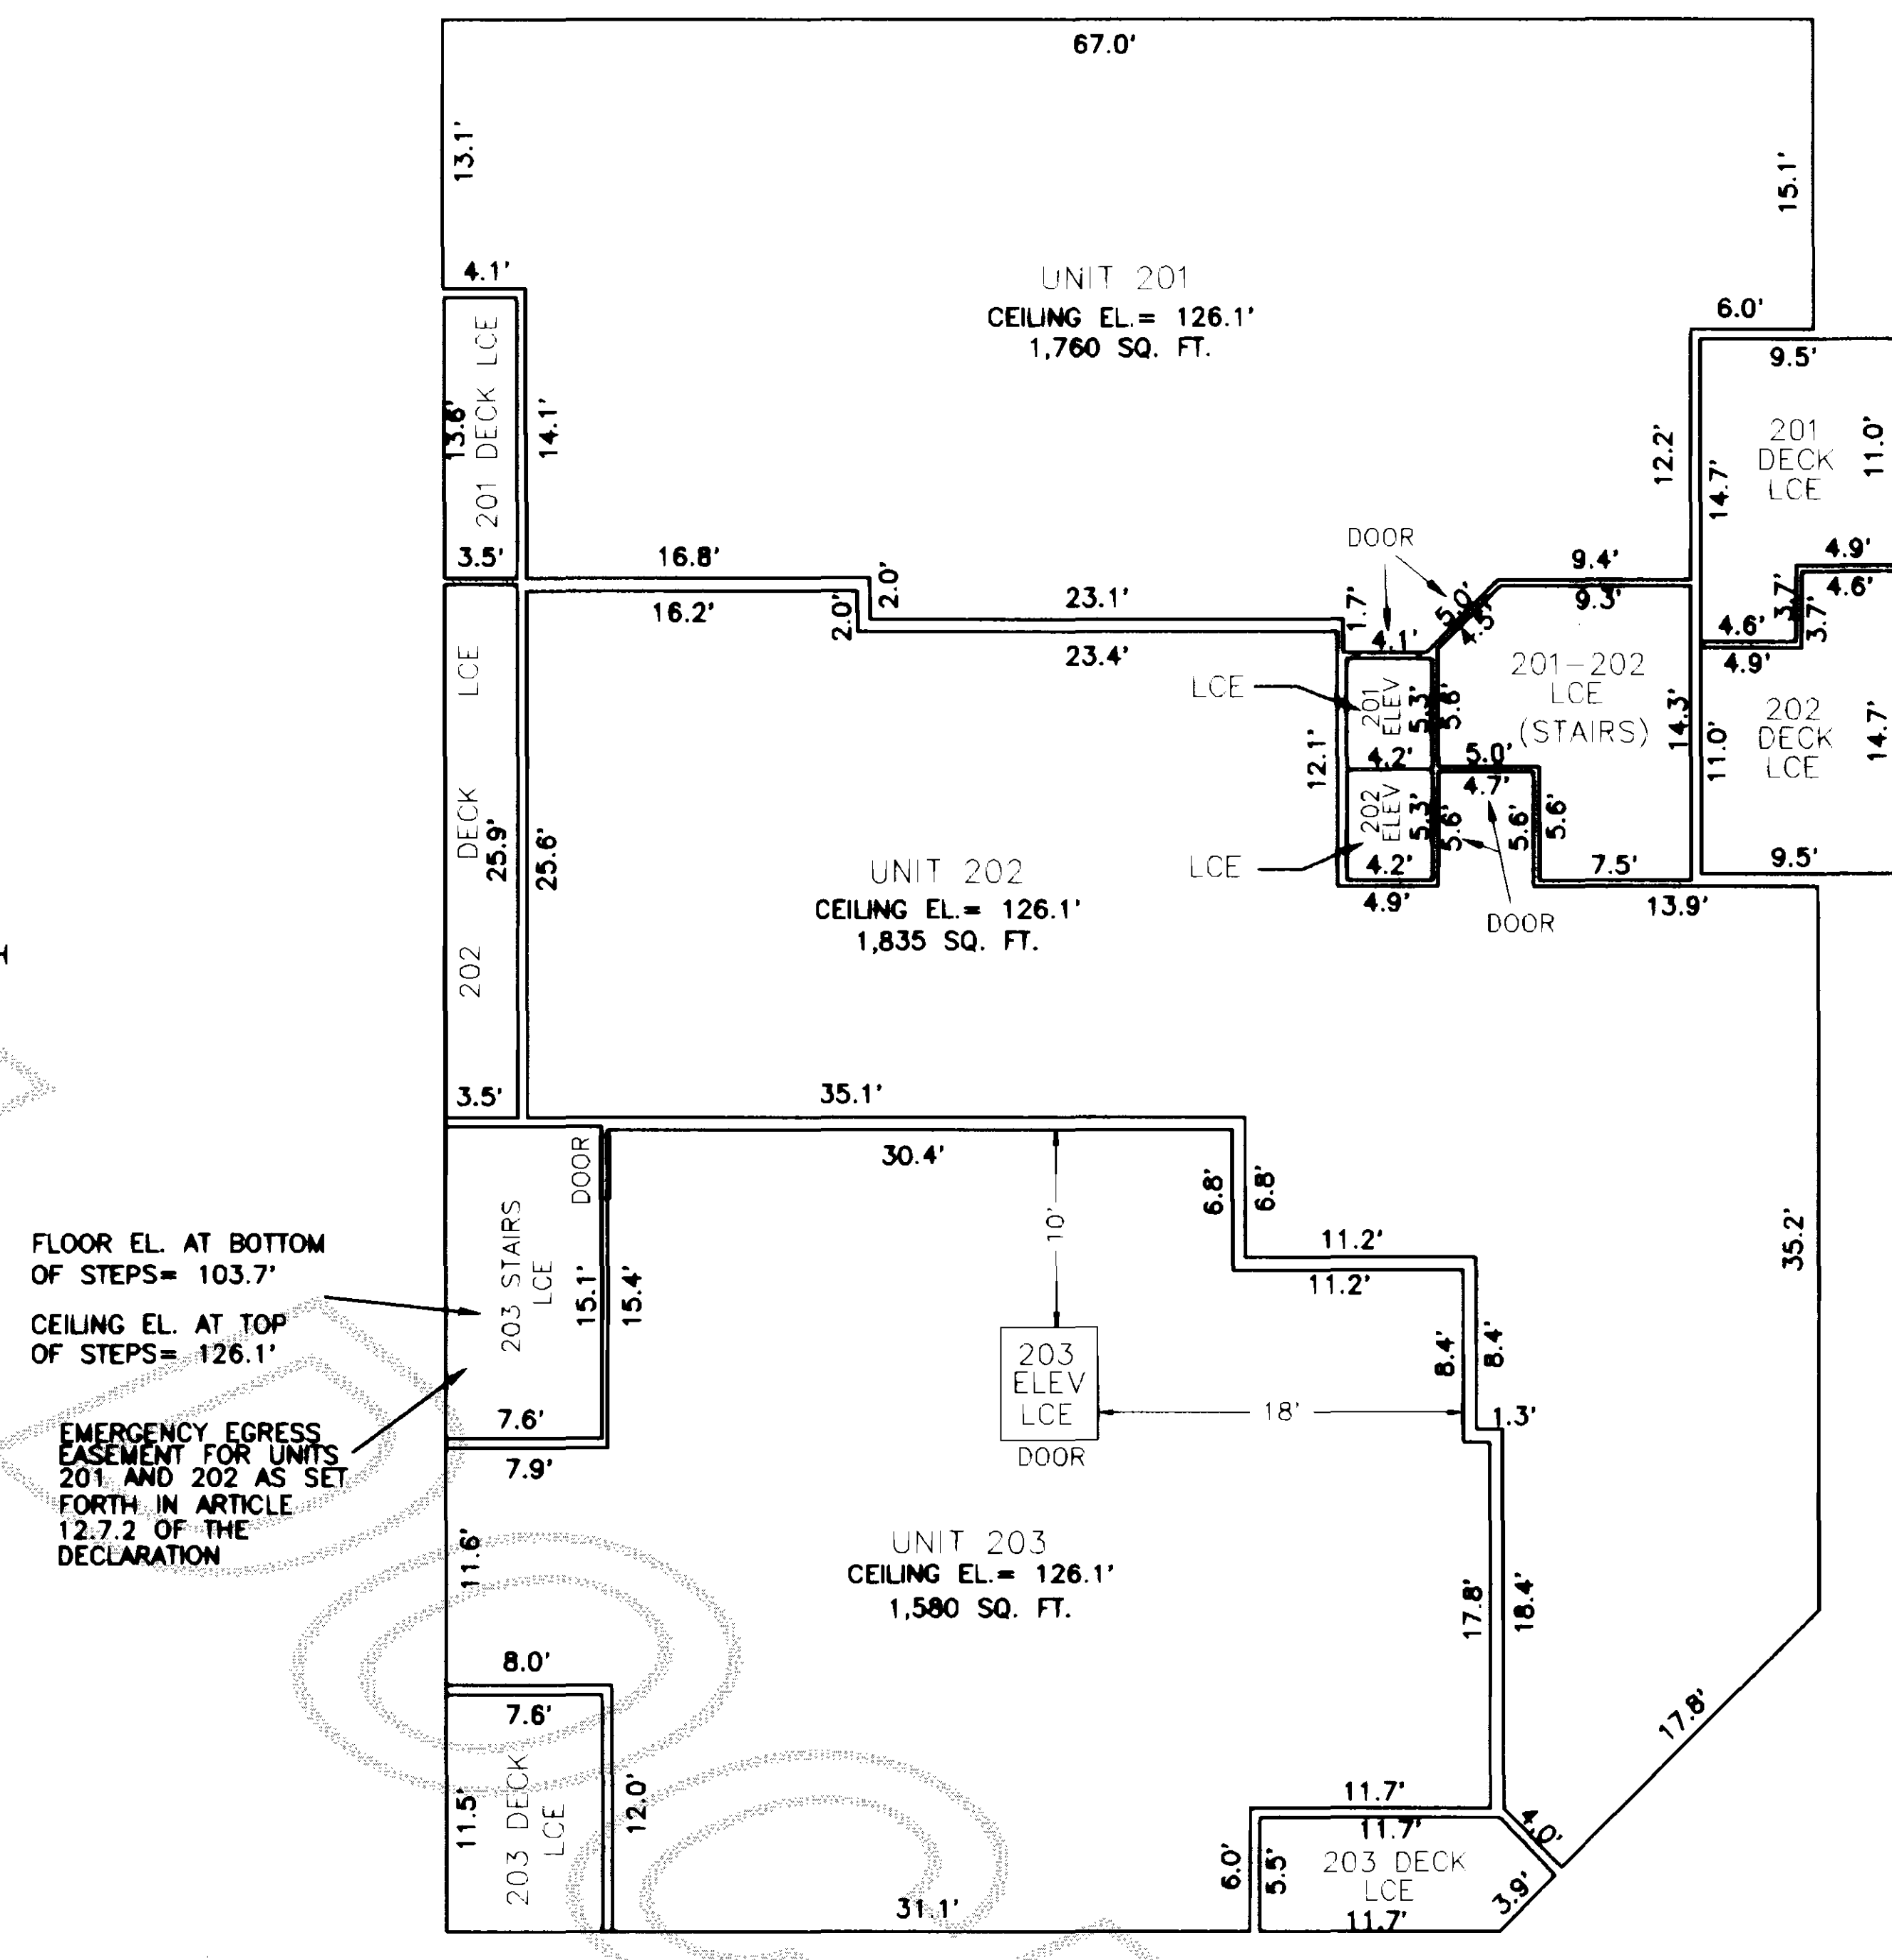 67.0'
13.1'
15.1'
4.1'
UNIT 201
CEILING EL.= 126.1'
1,760 SQ. FT.
6.0'
9.5'
201 DECK LCE
13.6'
14.1'
3.5'
12.2'
14.7'
201
DECK
LCE
11.0'
16.8'
2.0'
23.1'
1.7'
DOOR
4.1'
5.0'
4.5'
9.4'
9.3'
4.9'
4.6'
3.7'
3.7'
4.6'
4.9'
16.2'
2.0'
23.4'
LCE
201
ELEV
5.3'
5.6'
4.2'
201-202
LCE
(STAIRS)
14.3'
12.1'
5.0'
4.7'
202
ELEV
5.3'
5.6'
5.6'
5.6'
LCE
4.2'
4.9'
7.5'
13.9'
DOOR
11.0'
202
DECK
LCE
14.7'
9.5'
202 DECK LCE
25.9'
25.6'
3.5'
UNIT 202
CEILING EL.= 126.1'
1,835 SQ. FT.
35.1'
30.4'
DOOR
203 STAIRS
LCE
15.1'
15.4'
7.6'
7.9'
10'
6.8'
6.8'
11.2'
11.2'
35.2'
FLOOR EL. AT BOTTOM
OF STEPS= 103.7'
CEILING EL. AT TOP
OF STEPS= 126.1'
EMERGENCY EGRESS
EASEMENT FOR UNITS
201 AND 202 AS SET
FORTH IN ARTICLE
12.7.2 OF THE
DECLARATION
203
ELEV
LCE
DOOR
18'
8.4'
8.4'
1.3'
11.6'
UNIT 203
CEILING EL.= 126.1'
1,580 SQ. FT.
17.8'
18.4'
8.0'
7.6'
11.5'
203 DECK
LCE
12.0'
31.1'
11.7'
11.7'
6.0'
5.5'
203 DECK
LCE
11.7'
4.0'
3.9'
17.8'